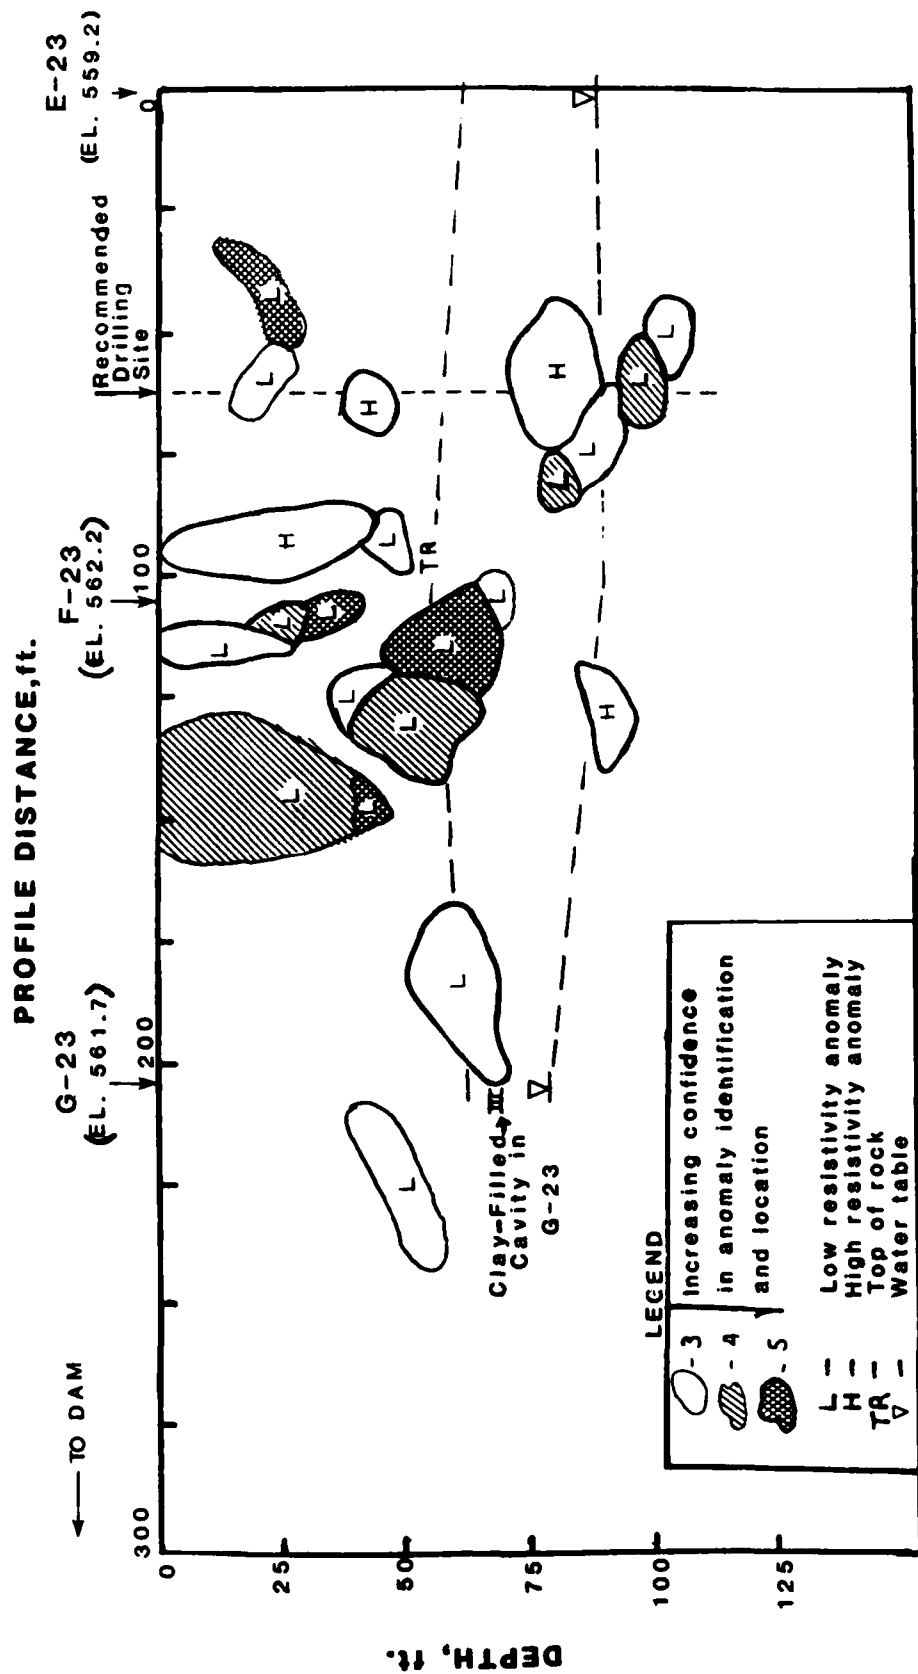 PROFILE DISTANCE, ft.
← TO DAM
G-23
(EL. 561.7)
F-23
(EL. 562.2)
Recommended
Drilling
Site
E-23
(EL. 559.2)
300
200
100
0
DEPTH, ft.
0
25
50
75
100
125
L
L
L
L
L
L
L
L
L
L
L
L
H
L
TR
H
H
L
L
H
L
L
L
L
Clay-Filled
Cavity in
G-23
LEGEND
- 3 Increasing confidence
- 4 in anomaly identification
- 5 and location
L — Low resistivity anomaly
H — High resistivity anomaly
TR — Top of rock
▽ — Water table